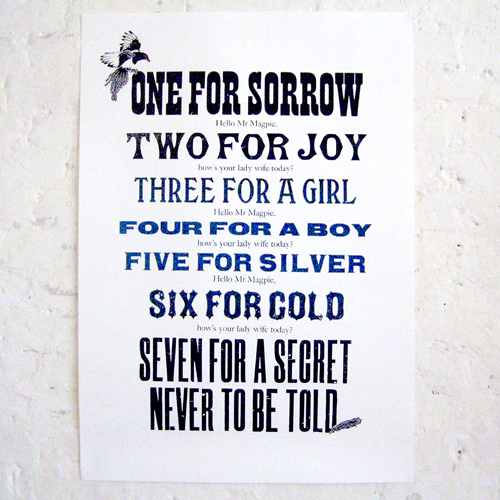 ONE FOR SORROW
Hello Mr Magpie,
TWO FOR JOY
how's your lady wife today?
THREE FOR A GIRL
Hello Mr Magpie,
FOUR FOR A BOY
how's your lady wife today?
FIVE FOR SILVER
Hello Mr Magpie,
SIX FOR GOLD
how's your lady wife today?
SEVEN FOR A SECRET
NEVER TO BE TOLD